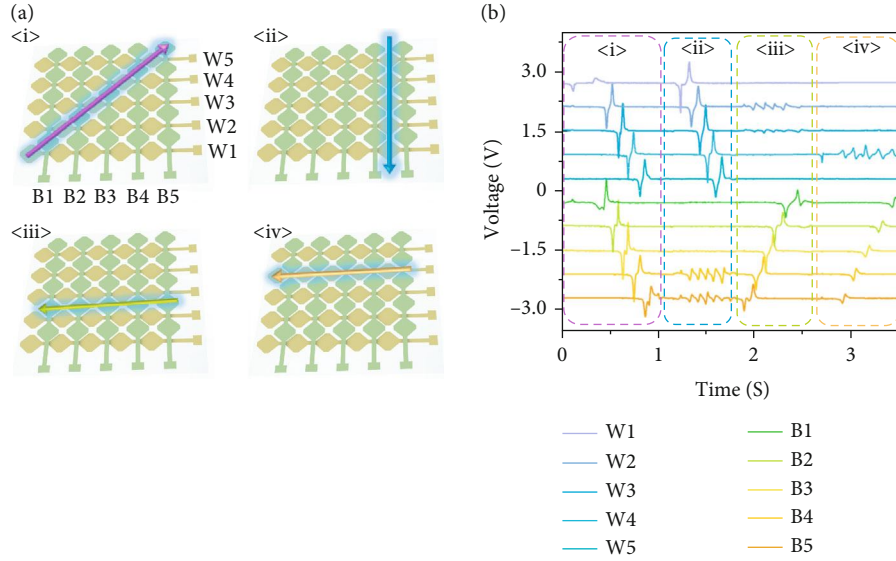 (a)
<i>
W5
W4
W3
W2
W1
B1 B2 B3 B4 B5
<ii>
<iii>
<iv>
(b)
<i> <ii> <iii> <iv>
Voltage (V)
3.0
1.5
0
−1.5
−3.0
0 1 2 3
Time (S)
W1 B1
W2 B2
W3 B3
W4 B4
W5 B5